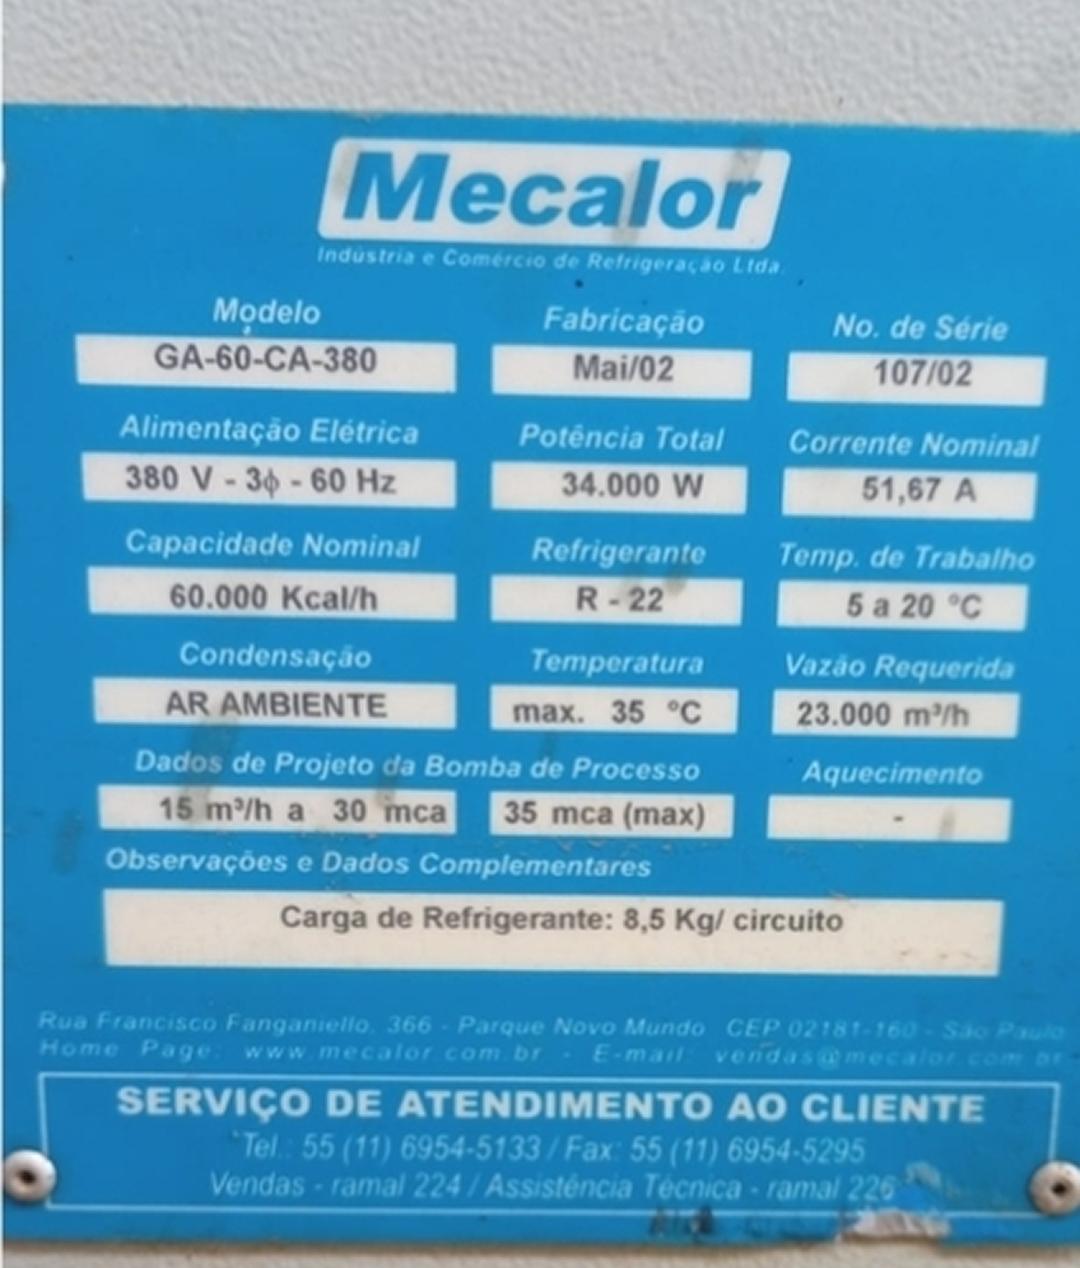 Mecalor
Indústria e Comércio de Refrigeração Ltda.
Modelo Fabricação No. de Série
GA-60-CA-380 Mai/02 107/02
Alimentação Elétrica Potência Total Corrente Nominal
380 V - 3ϕ - 60 Hz 34.000 W 51,67 A
Capacidade Nominal Refrigerante Temp. de Trabalho
60.000 Kcal/h R - 22 5 a 20 °C
Condensação Temperatura Vazão Requerida
AR AMBIENTE max. 35 °C 23.000 m³/h
Dados de Projeto da Bomba de Processo Aquecimento
15 m³/h a 30 mca 35 mca (max) -
Observações e Dados Complementares
Carga de Refrigerante: 8,5 Kg/ circuito
Rua Francisco Fanganiello, 366 - Parque Novo Mundo CEP 02181-160 - São Paulo
Home Page: www.mecalor.com.br - E-mail: vendas@mecalor.com.br
SERVIÇO DE ATENDIMENTO AO CLIENTE
Tel.: 55 (11) 6954-5133 / Fax: 55 (11) 6954-5295
Vendas - ramal 224 / Assistência Técnica - ramal 226